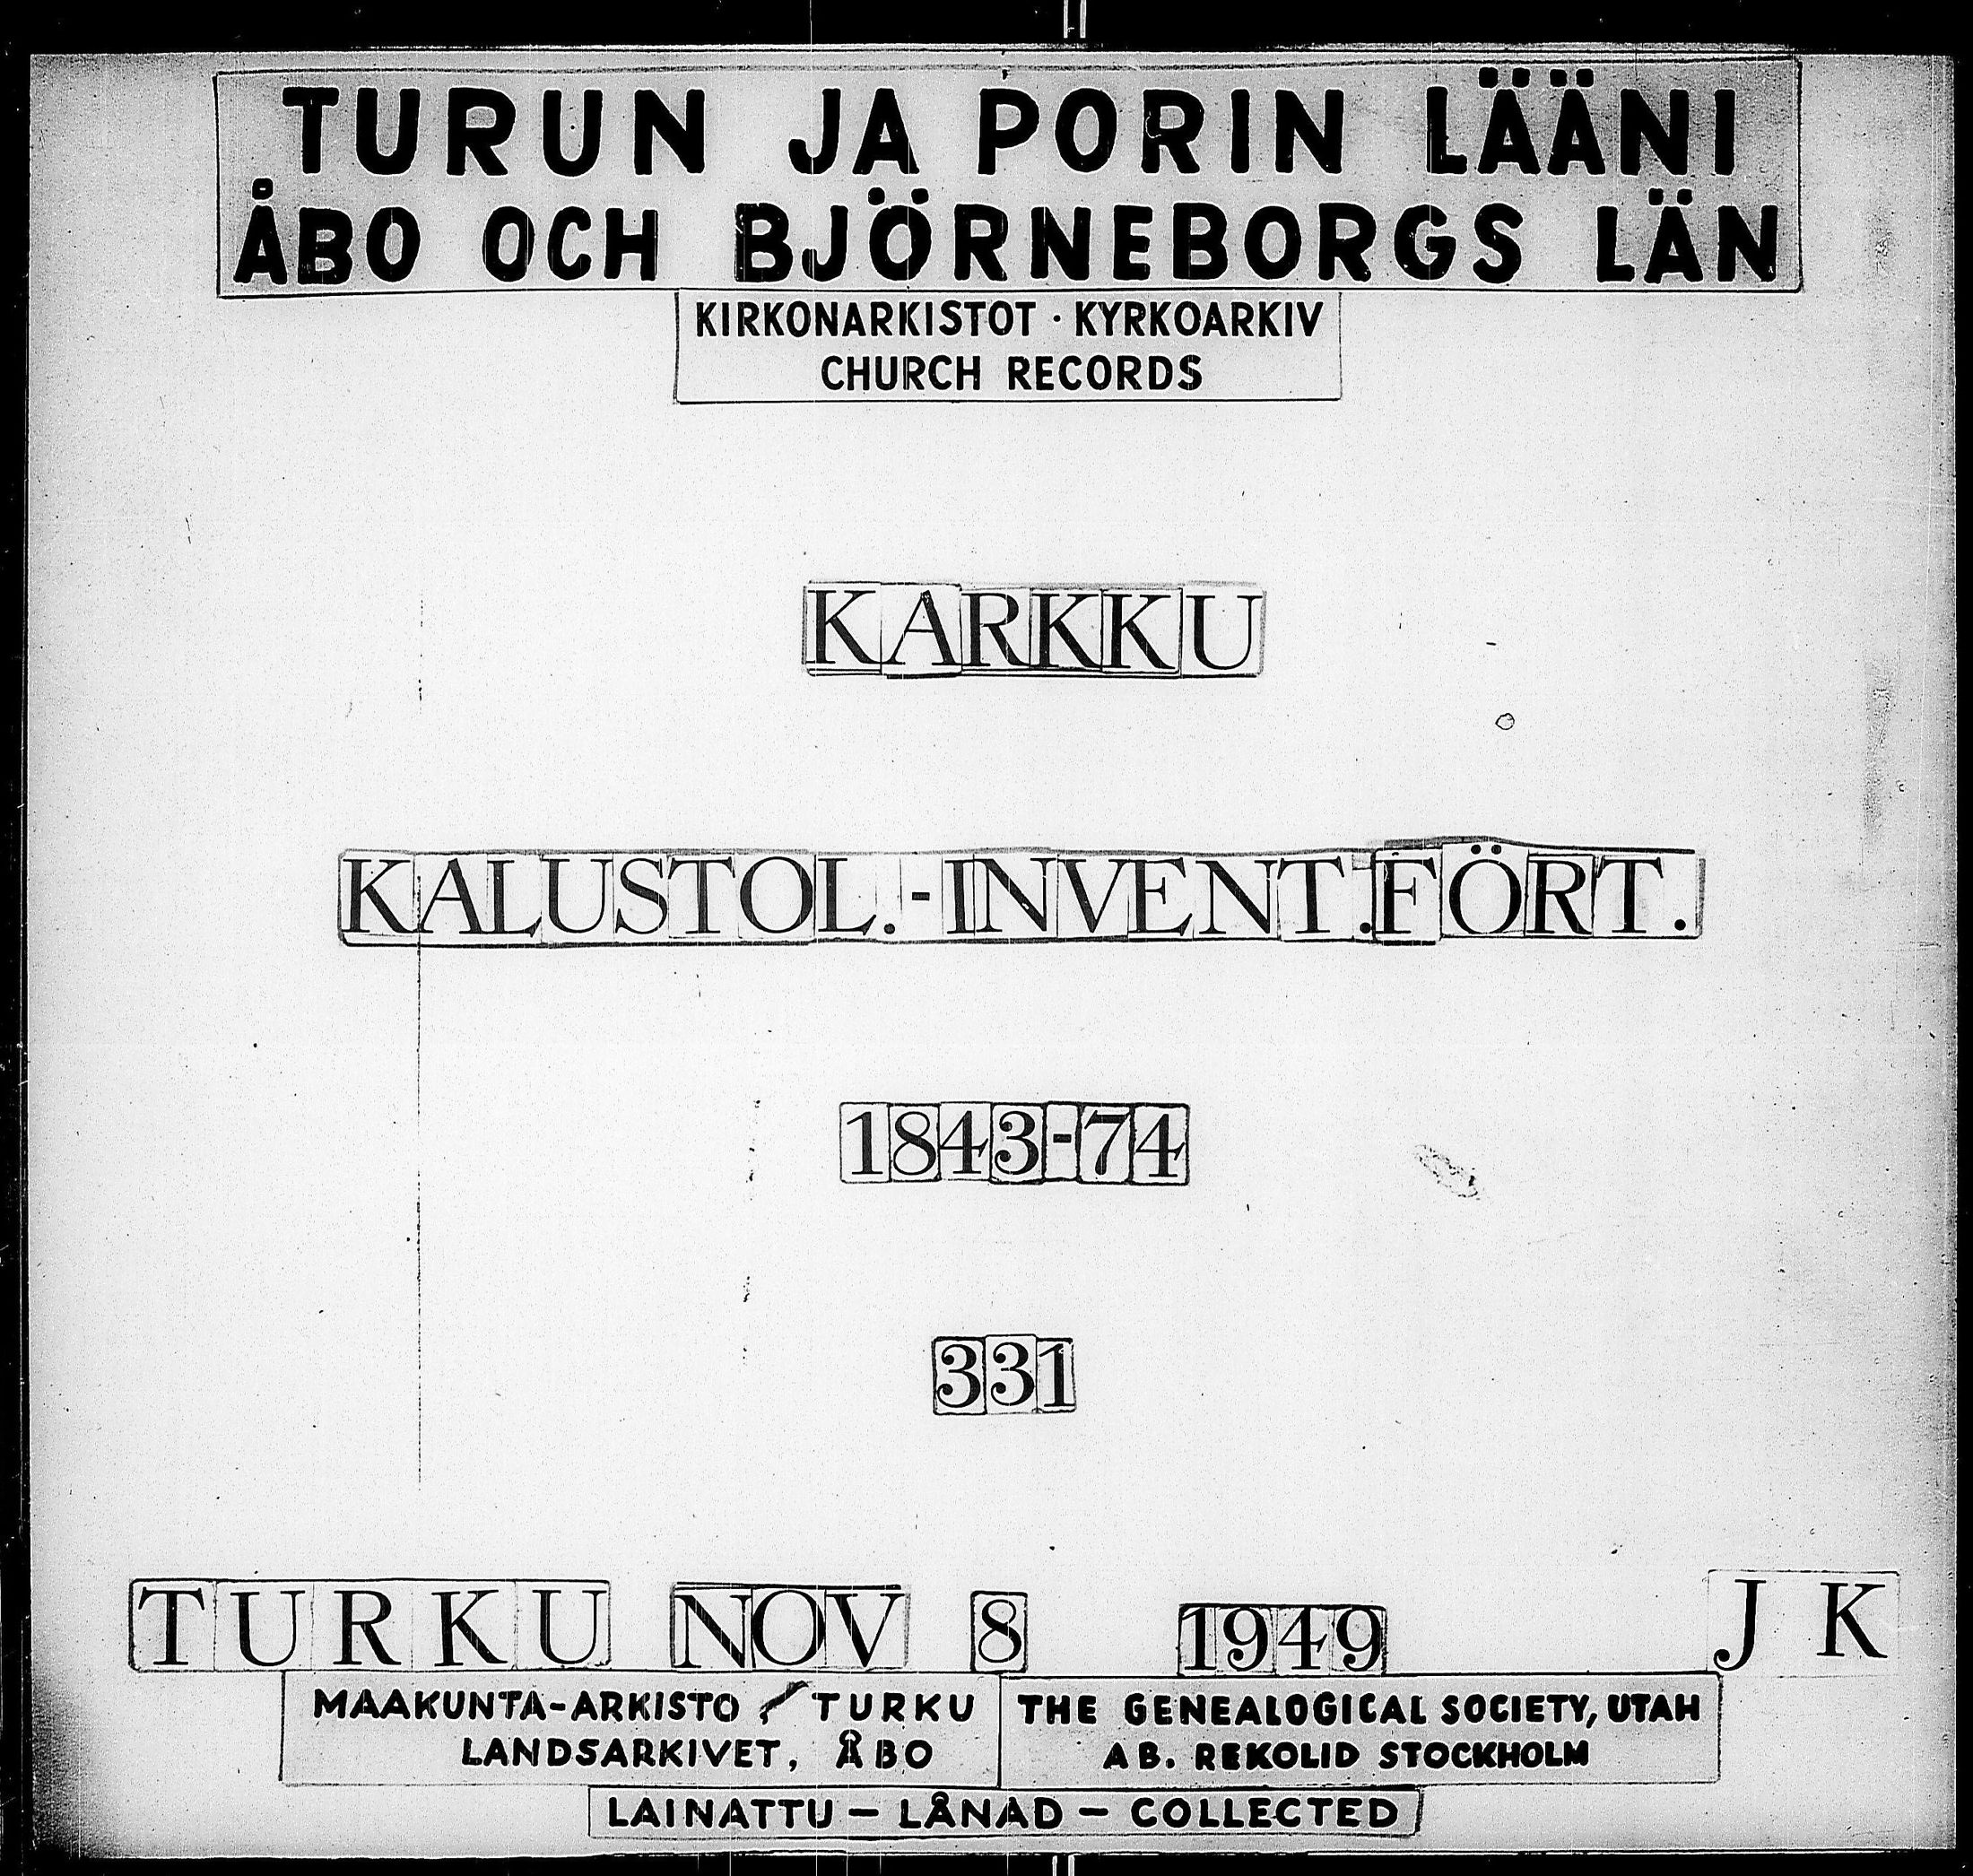 TURUN JA PORIN LÄÄNI
ÅBO OCH BJÖRNEBORGS LÄN
KIRKONARKISTOT · KYRKOARKIV
CHURCH RECORDS
KARKKU
KALUSTOL.-INVENT.FÖRT.
1843-74
331
TURKU NOV 8 1949 J K
MAAKUNTA-ARKISTO, TURKU
LANDSARKIVET, ÅBO
THE GENEALOGICAL SOCIETY, UTAH
AB. REKOLID STOCKHOLM
LAINATTU — LÅNAD — COLLECTED